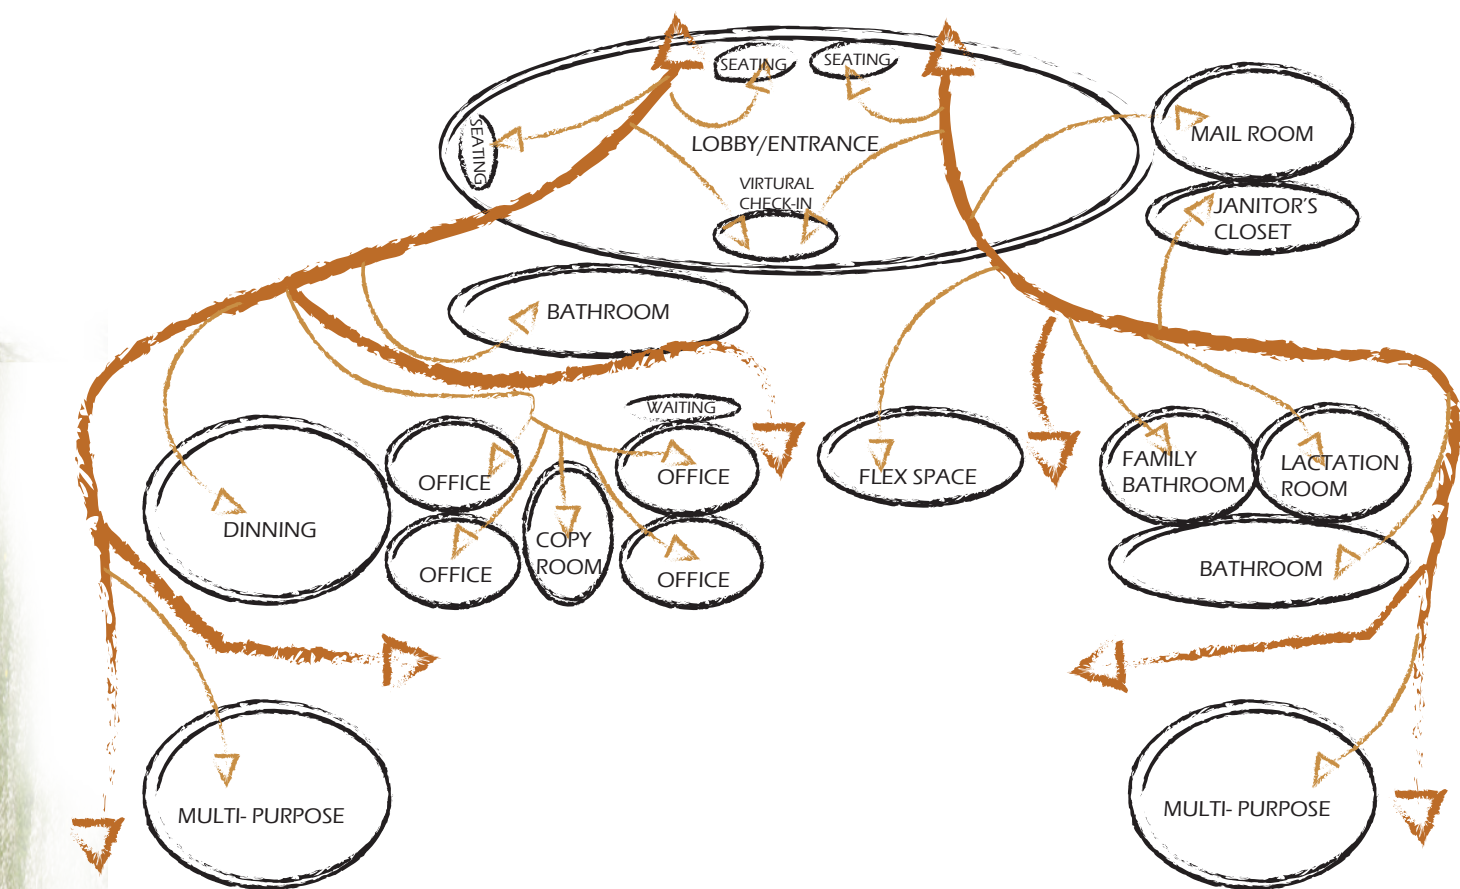 SEATING
SEATING
SEATING
LOBBY/ENTRANCE
VIRTURAL
CHECK-IN
MAIL ROOM
JANITOR'S
CLOSET
BATHROOM
WAITING
OFFICE
OFFICE
FLEX SPACE
FAMILY
BATHROOM
LACTATION
ROOM
DINNING
COPY
ROOM
OFFICE
OFFICE
BATHROOM
MULTI- PURPOSE
MULTI- PURPOSE